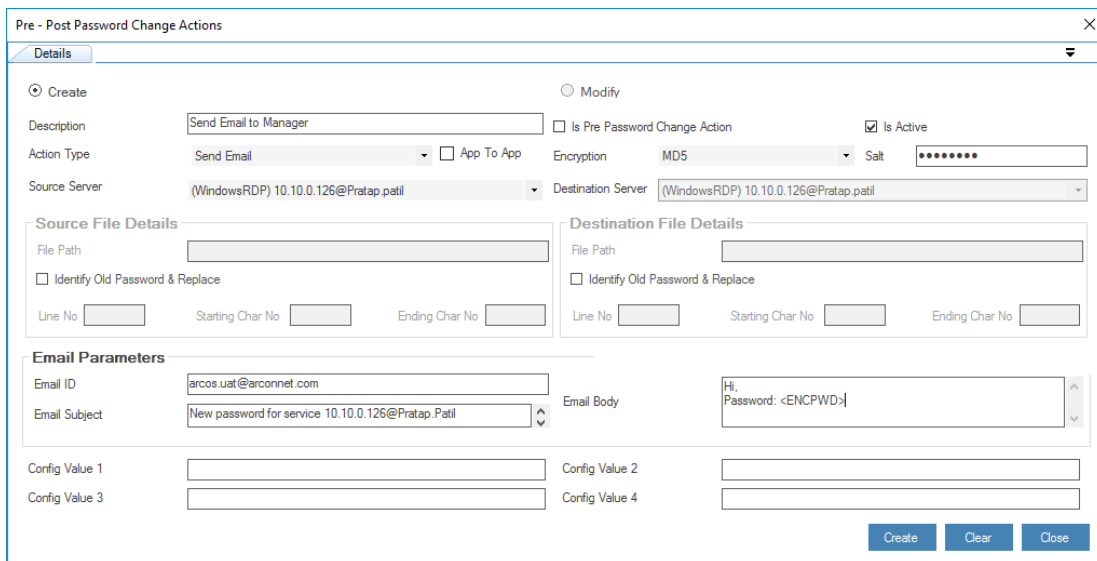 Pre - Post Password Change Actions
Details
Create Modify
Description Send Email to Manager Is Pre Password Change Action Is Active
Action Type Send Email App To App Encryption MD5 Salt ••••••••
Source Server (WindowsRDP) 10.10.0.126@Pratap.patil Destination Server (WindowsRDP) 10.10.0.126@Pratap.patil
Source File Details Destination File Details
File Path File Path
Identify Old Password & Replace Identify Old Password & Replace
Line No Starting Char No Ending Char No Line No Starting Char No Ending Char No
Email Parameters
Email ID arcos.uat@arconnet.com Email Body Hi,
Password: <ENCPWD>
Email Subject New password for service 10.10.0.126@Pratap.Patil
Config Value 1 Config Value 2
Config Value 3 Config Value 4
Create Clear Close